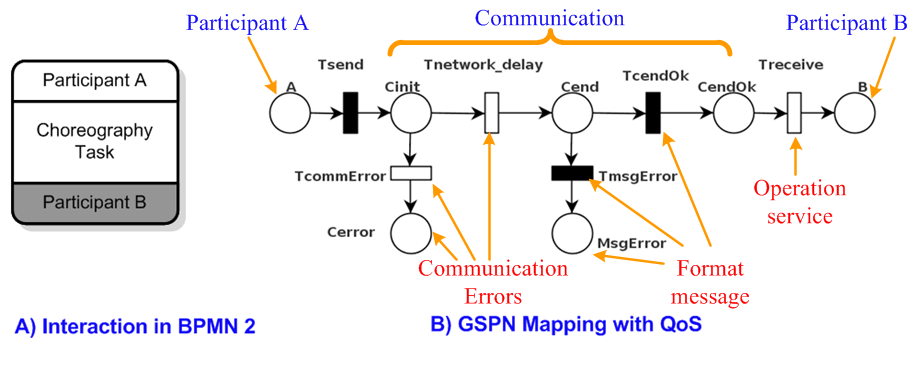 Participant A
Communication
Participant B
Tsend
Tnetwork_delay
TcendOk
Treceive
A
Cinit
Cend
CendOk
B
Participant A
Choreography
Task
Participant B
TcommError
TmsgError
Operation
service
Cerror
MsgError
Communication
Errors
Format
message
A) Interaction in BPMN 2
B) GSPN Mapping with QoS